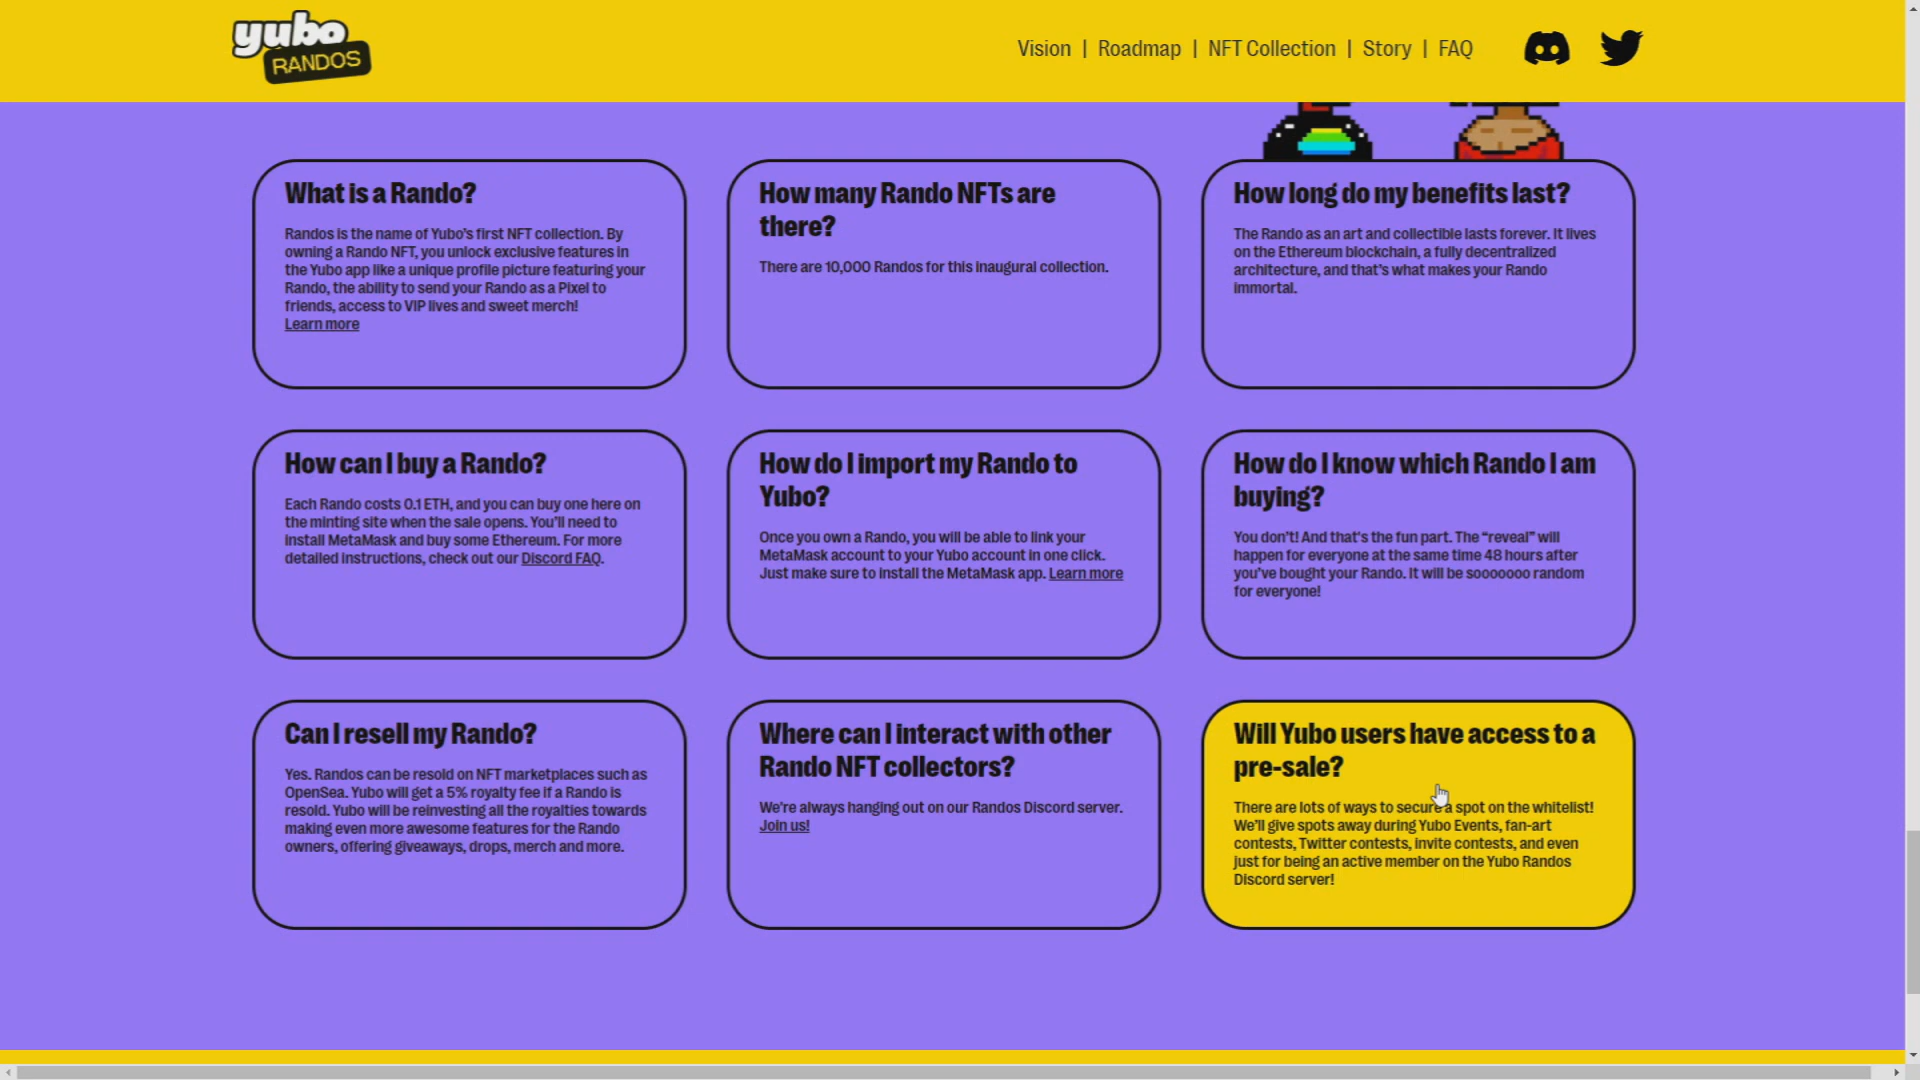 yubo
RANDOS
Vision | Roadmap | NFT Collection | Story | FAQ
What is a Rando?
Randos is the name of Yubo's first NFT collection. By
owning a Rando NFT, you unlock exclusive features in
the Yubo app like a unique profile picture featuring your
Rando, the ability to send your Rando as a Pixel to
friends, access to VIP lives and sweet merch!
Learn more
How many Rando NFTs are
there?
There are 10,000 Randos for this inaugural collection.
How long do my benefits last?
The Rando as an art and collectible lasts forever. It lives
on the Ethereum blockchain, a fully decentralized
architecture, and that's what makes your Rando
immortal.
How can I buy a Rando?
Each Rando costs 0.1 ETH, and you can buy one here on
the minting site when the sale opens. You'll need to
install MetaMask and buy some Ethereum. For more
detailed instructions, check out our Discord FAQ.
How do I import my Rando to
Yubo?
Once you own a Rando, you will be able to link your
MetaMask account to your Yubo account in one click.
Just make sure to install the MetaMask app. Learn more
How do I know which Rando I am
buying?
You don't! And that's the fun part. The “reveal” will
happen for everyone at the same time 48 hours after
you've bought your Rando. It will be sooooooo random
for everyone!
Can I resell my Rando?
Yes. Randos can be resold on NFT marketplaces such as
OpenSea. Yubo will get a 5% royalty fee if a Rando is
resold. Yubo will be reinvesting all the royalties towards
making even more awesome features for the Rando
owners, offering giveaways, drops, merch and more.
Where can I interact with other
Rando NFT collectors?
We're always hanging out on our Randos Discord server.
Join us!
Will Yubo users have access to a
pre-sale?
There are lots of ways to secure a spot on the whitelist!
We'll give spots away during Yubo Events, fan-art
contests, Twitter contests, invite contests, and even
just for being an active member on the Yubo Randos
Discord server!